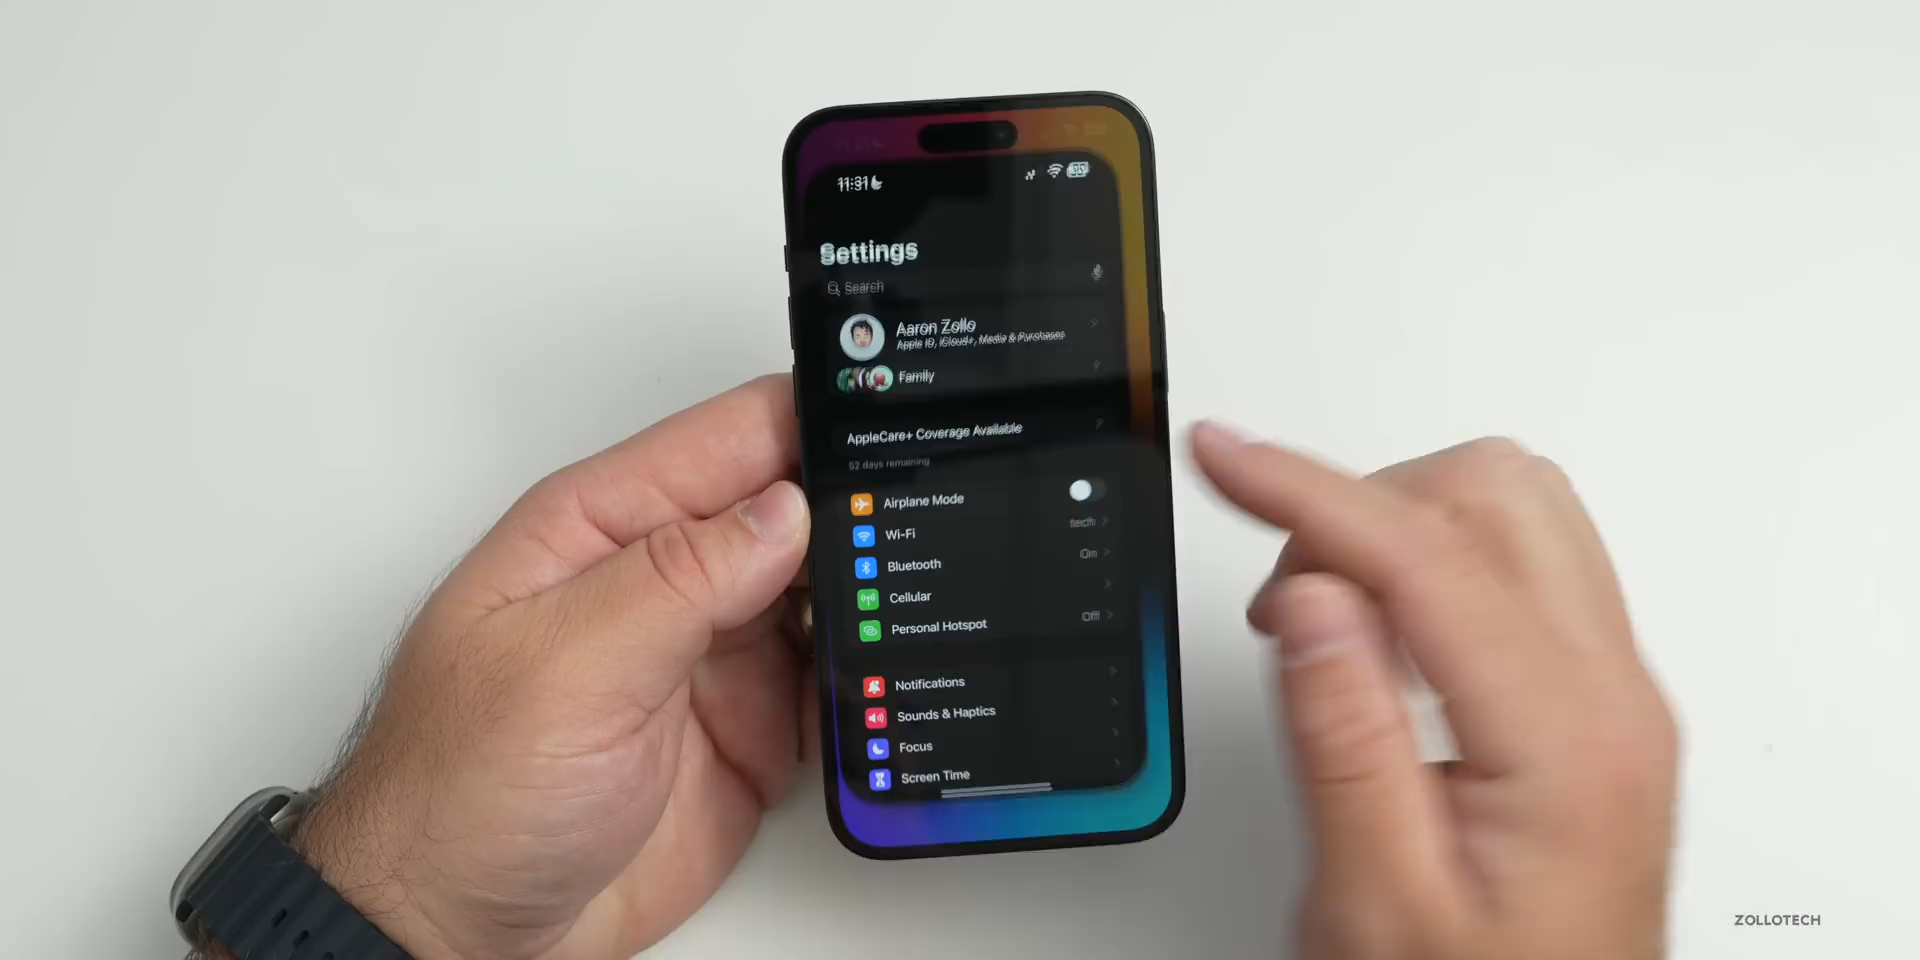 11:31
Settings
Search
Aaron Zollo
Apple ID, iCloud+, Media & Purchases
Family
AppleCare+ Coverage Available
52 days remaining
Airplane Mode
Wi-Fi
tech
Bluetooth
On
Cellular
Personal Hotspot
Off
Notifications
Sounds & Haptics
Focus
Screen Time
ZOLLOTECH